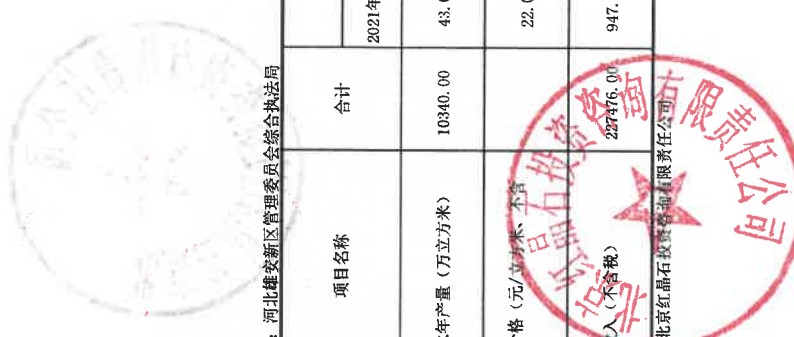 ：河北雄安新区管理委员会综合执法局
项目名称
合计
2021年
年产量（万立方米）
10340.00
43.0
格（元/立方米、不含
22.0
入（不含税）
227476.00
947.
北京红晶石投资咨询有限责任公司
北京红晶石投资咨询有限责任公司